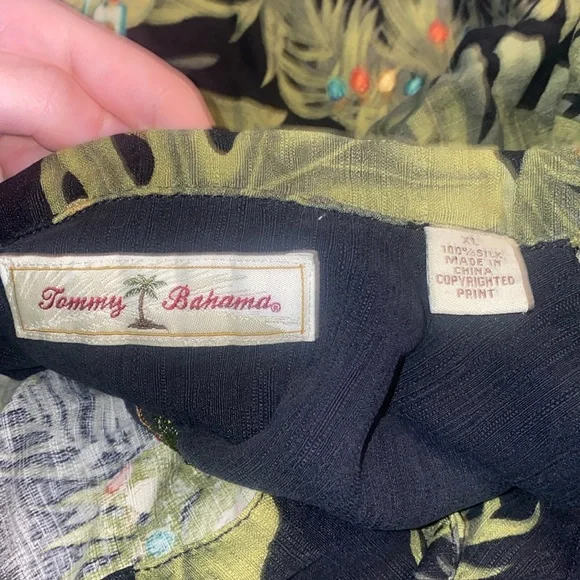 Tommy Bahama®
XL
100% SILK
MADE IN
CHINA
COPYRIGHTED
PRINT